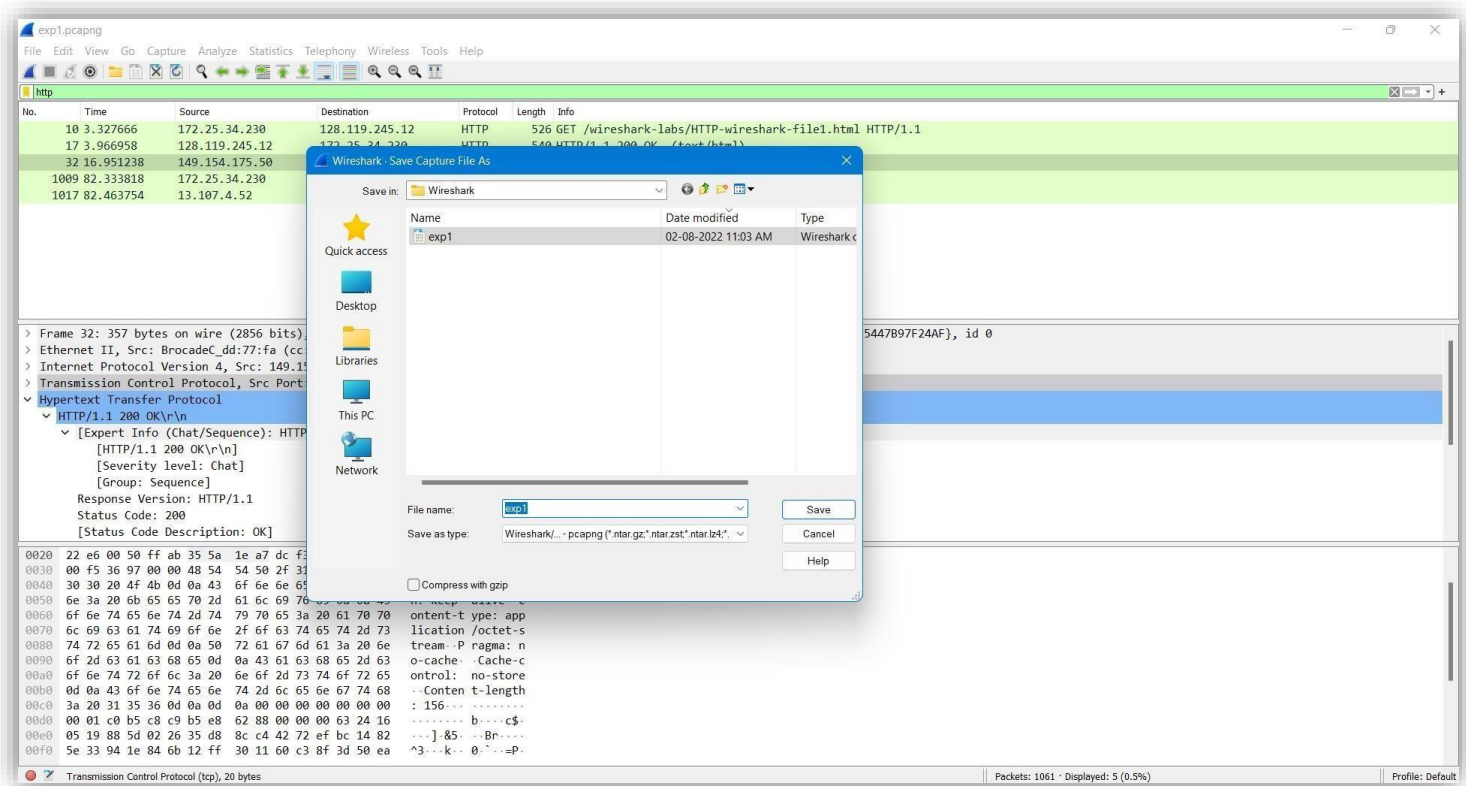 exp1.pcapng
File Edit View Go Capture Analyze Statistics Telephony Wireless Tools Help
http
No. Time Source Destination Protocol Length Info
10 3.327666 172.25.34.230 128.119.245.12 HTTP 526 GET /wireshark-labs/HTTP-wireshark-file1.html HTTP/1.1
17 3.966958 128.119.245.12 172.25.34.230 HTTP 540 HTTP/1.1 200 OK (text/html)
32 16.951238 149.154.175.50
1009 82.333818 172.25.34.230
1017 82.463754 13.107.4.52
Wireshark · Save Capture File As
Save in: Wireshark
Name Date modified Type
exp1 02-08-2022 11:03 AM Wireshark c
Quick access
Desktop
Libraries
This PC
Network
File name: exp1 Save
Save as type: Wireshark/... - pcapng (*.ntar.gz;*.ntar.zst;*.ntar.lz4;*. Cancel
Help
Compress with gzip
Frame 32: 357 bytes on wire (2856 bits), 5447B97F24AF}, id 0
Ethernet II, Src: BrocadeC_dd:77:fa (cc
Internet Protocol Version 4, Src: 149.15
Transmission Control Protocol, Src Port
Hypertext Transfer Protocol
HTTP/1.1 200 OK\r\n
[Expert Info (Chat/Sequence): HTTP
[HTTP/1.1 200 OK\r\n]
[Severity level: Chat]
[Group: Sequence]
Response Version: HTTP/1.1
Status Code: 200
[Status Code Description: OK]
0020 22 e6 00 50 ff ab 35 5a 1e a7 dc f3
0030 00 f5 36 97 00 00 48 54 54 50 2f 31
0040 30 30 20 4f 4b 0d 0a 43 6f 6e 6e 65
0050 6e 3a 20 6b 65 65 70 2d 61 6c 69 76
0060 6f 6e 74 65 6e 74 2d 74 79 70 65 3a 20 61 70 70 ontent-t ype: app
0070 6c 69 63 61 74 69 6f 6e 2f 6f 63 74 65 74 2d 73 lication /octet-s
0080 74 72 65 61 6d 0d 0a 50 72 61 67 6d 61 3a 20 6e tream··P ragma: n
0090 6f 2d 63 61 63 68 65 0d 0a 43 61 63 68 65 2d 63 o-cache· ·Cache-c
00a0 6f 6e 74 72 6f 6c 3a 20 6e 6f 2d 73 74 6f 72 65 ontrol: no-store
00b0 0d 0a 43 6f 6e 74 65 6e 74 2d 6c 65 6e 67 74 68 ··Conten t-length
00c0 3a 20 31 35 36 0d 0a 0d 0a 00 00 00 00 00 00 00 : 156··· ········
00d0 00 01 c0 b5 c8 c9 b5 e8 62 88 00 00 00 63 24 16 ········ b····c$·
00e0 05 19 88 5d 02 26 35 d8 8c c4 42 72 ef bc 14 82 ···]·&5· ··Br····
00f0 5e 33 94 1e 84 6b 12 ff 30 11 60 c3 8f 3d 50 ea ^3···k·· 0·`··=P·
Transmission Control Protocol (tcp), 20 bytes Packets: 1061 · Displayed: 5 (0.5%) Profile: Default